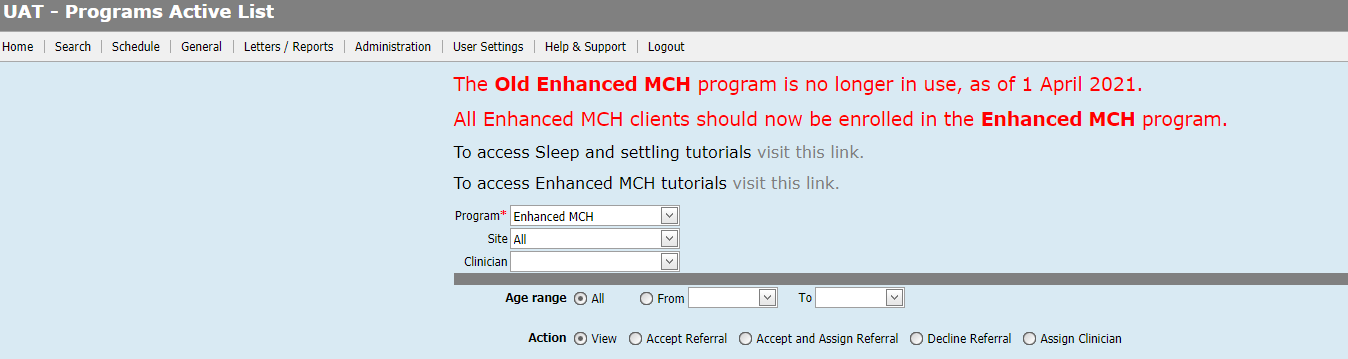 UAT - Programs Active List
Home Search Schedule General Letters / Reports Administration User Settings Help & Support Logout
The Old Enhanced MCH program is no longer in use, as of 1 April 2021.
All Enhanced MCH clients should now be enrolled in the Enhanced MCH program.
To access Sleep and settling tutorials visit this link.
To access Enhanced MCH tutorials visit this link.
Program* Enhanced MCH
Site All
Clinician
Age range All From To
Action View Accept Referral Accept and Assign Referral Decline Referral Assign Clinician